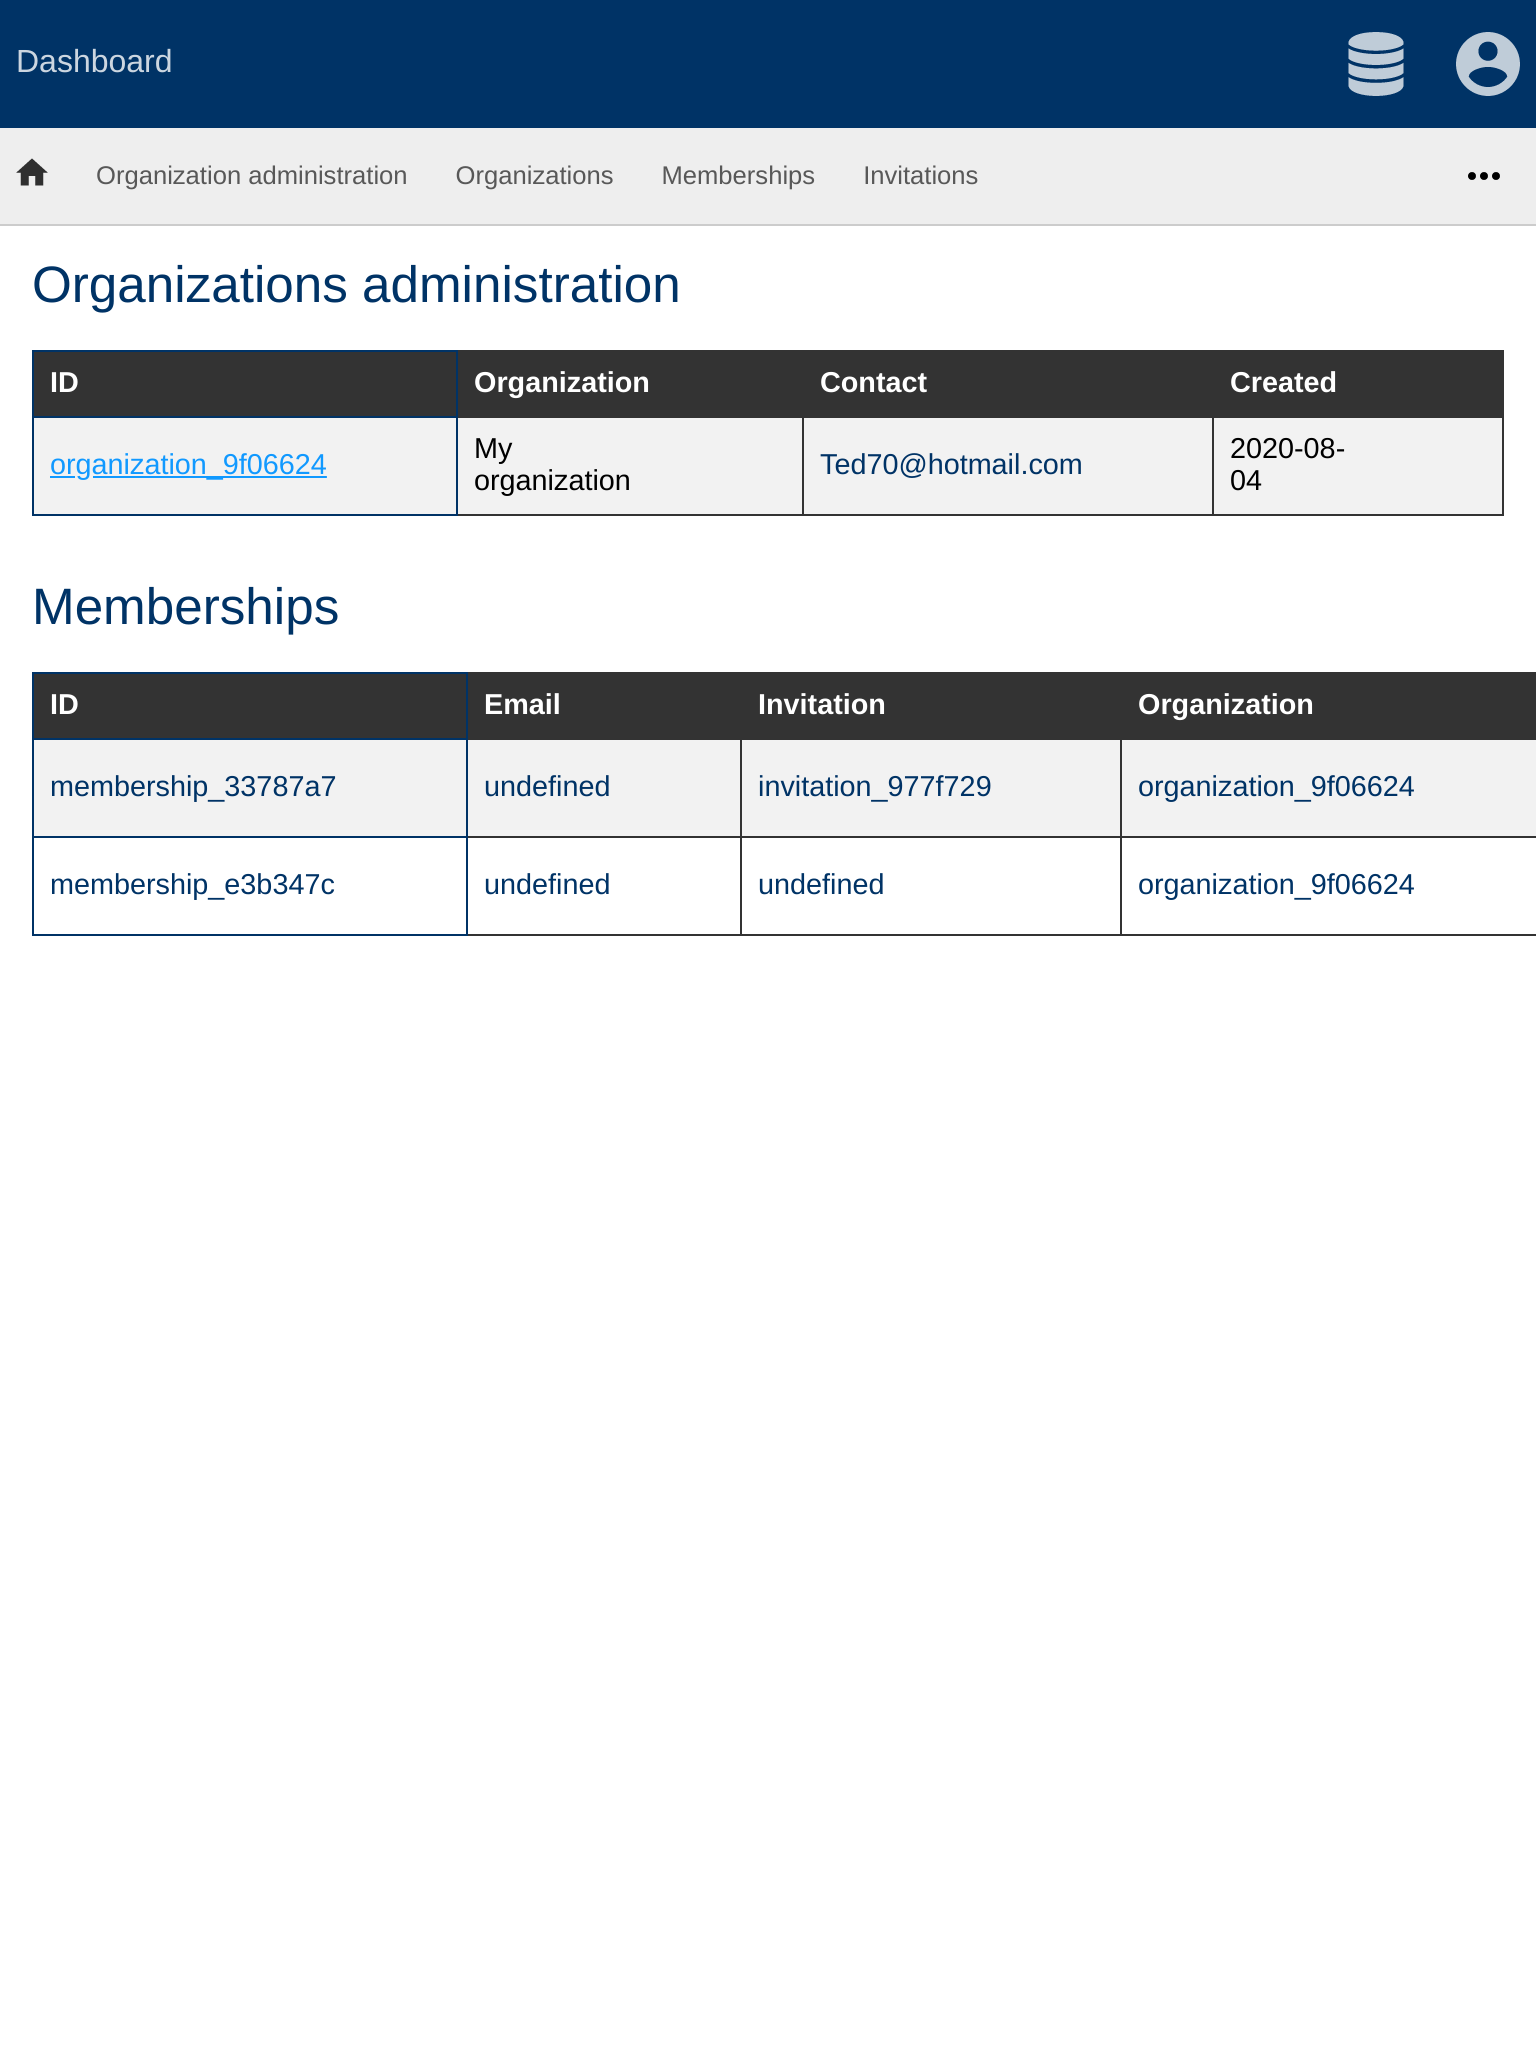 Dashboard
Organization administration Organizations Memberships Invitations
Organizations administration
ID Organization Contact Created
organization_9f06624 My organization Ted70@hotmail.com 2020-08-04
Memberships
ID Email Invitation Organization
membership_33787a7 undefined invitation_977f729 organization_9f06624
membership_e3b347c undefined undefined organization_9f06624